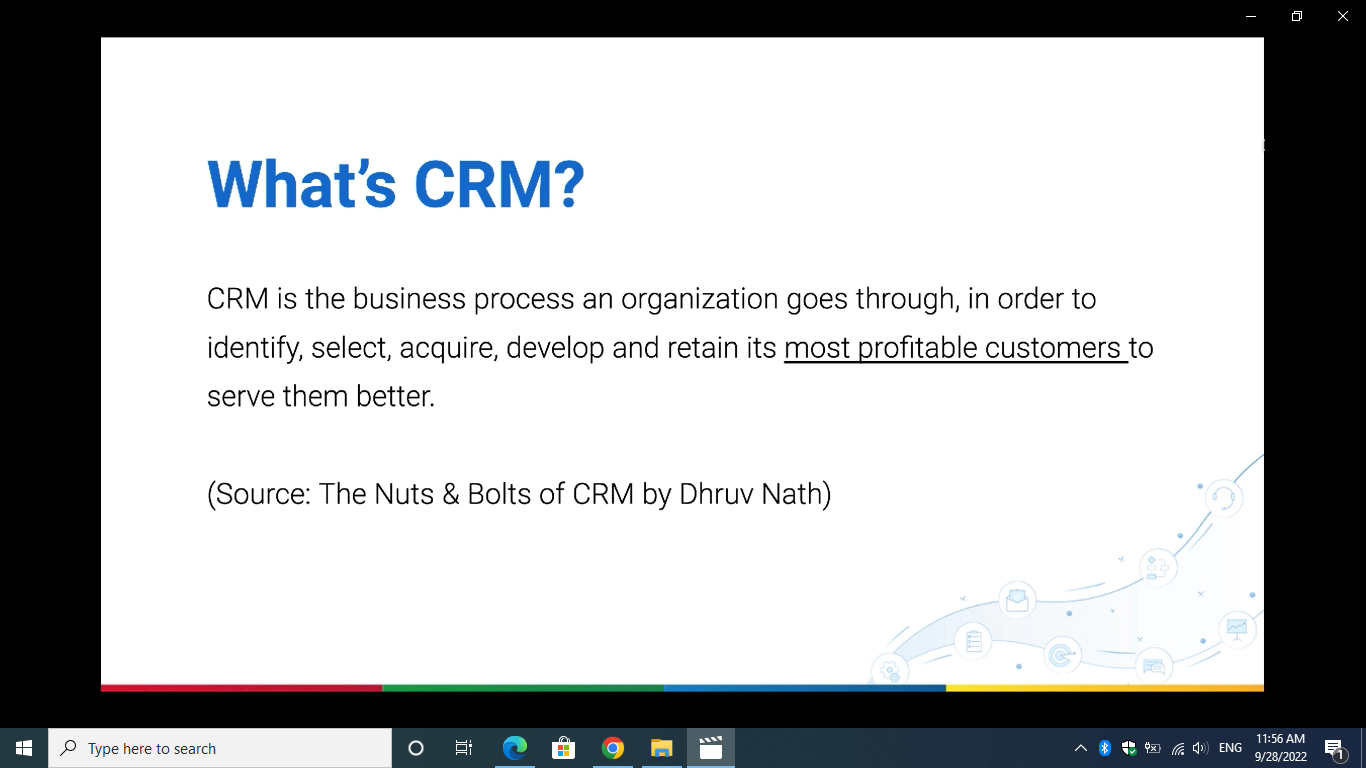 What's CRM?
CRM is the business process an organization goes through, in order to
identify, select, acquire, develop and retain its most profitable customers to
serve them better.
(Source: The Nuts & Bolts of CRM by Dhruv Nath)
Type here to search
ENG
11:56 AM
9/28/2022
1